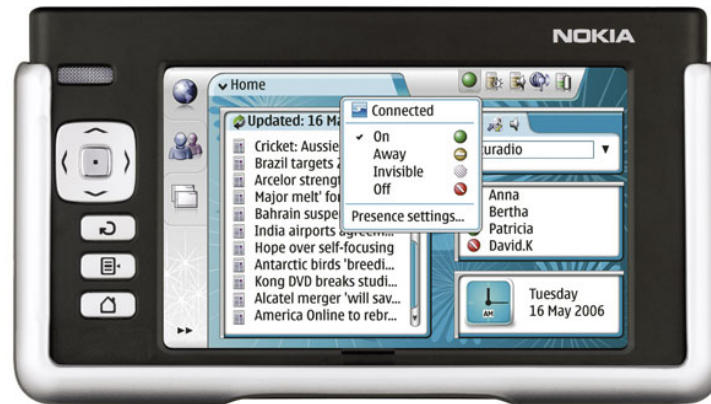 NOKIA
Home
Updated: 16 Ma
Cricket: Aussie
Brazil targets
Arcelor strengt
Major melt' fo
Bahrain suspe
India airports agreem...
Hope over self-focusing
Antarctic birds 'breedi...
Kong DVD breaks studi...
Alcatel merger 'will sav...
America Online to rebr...
Connected
On
Away
Invisible
Off
Presence settings...
uradio
Anna
Bertha
Patricia
David.K
AM
Tuesday
16 May 2006